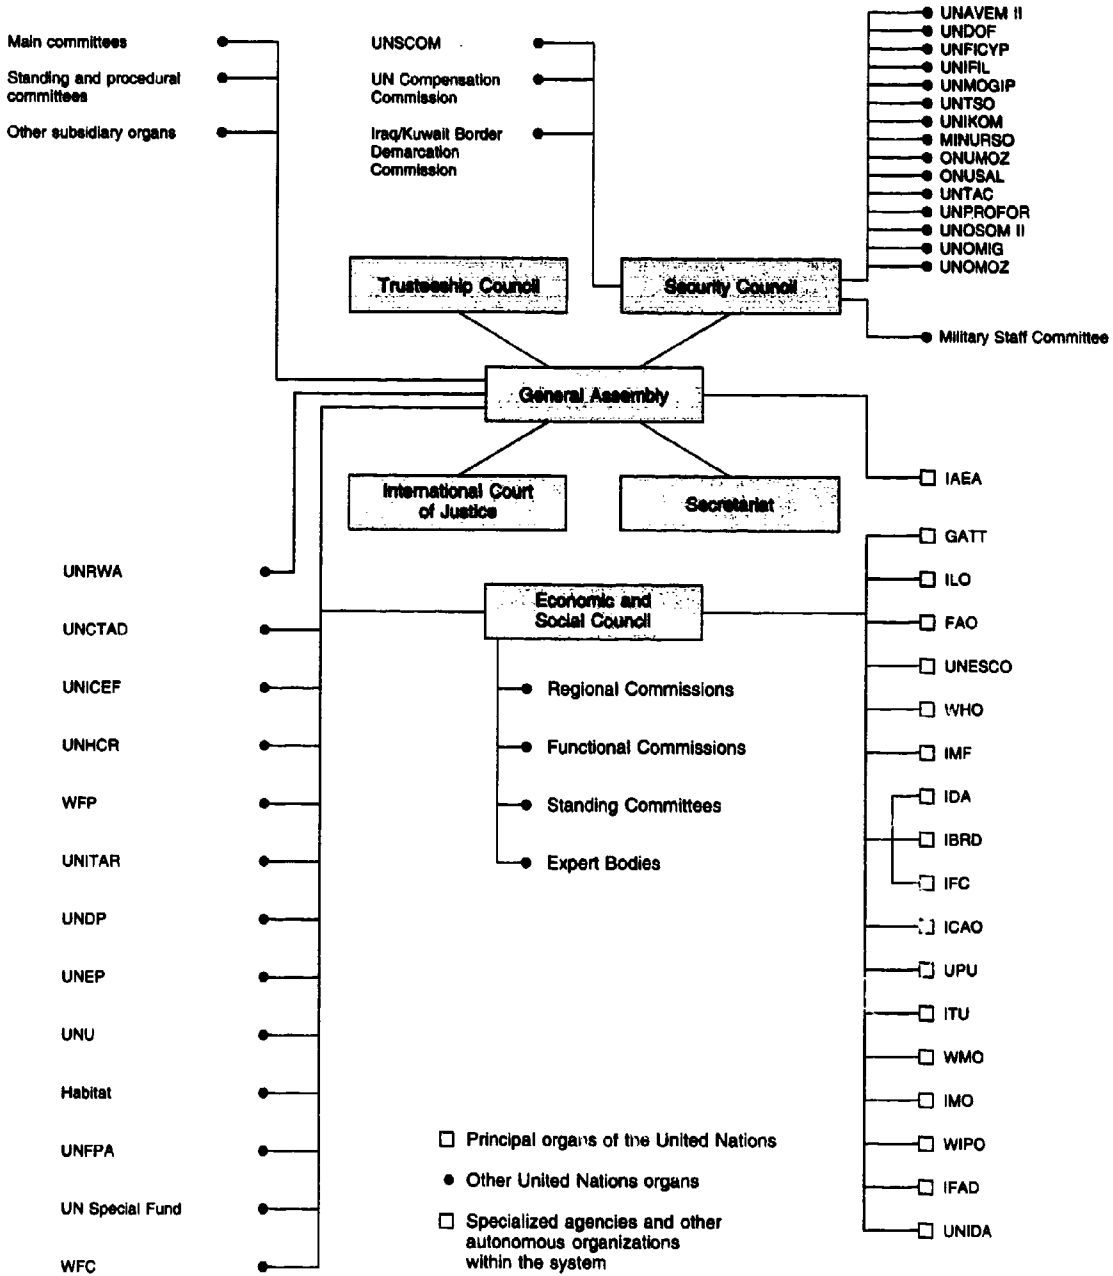 Main committees
Standing and procedural
committees
Other subsidiary organs
UNSCOM
UN Compensation
Commission
Iraq/Kuwait Border
Demarcation
Commission
UNAVEM II
UNDOF
UNFICYP
UNIFIL
UNMOGIP
UNTSO
UNIKOM
MINURSO
ONUMOZ
ONUSAL
UNTAC
UNPROFOR
UNOSOM II
UNOMIG
UNOMOZ
Military Staff Committee
Trusteeship Council
Security Council
General Assembly
International Court
of Justice
Secretariat
Economic and
Social Council
Regional Commissions
Functional Commissions
Standing Committees
Expert Bodies
UNRWA
UNCTAD
UNICEF
UNHCR
WFP
UNITAR
UNDP
UNEP
UNU
Habitat
UNFPA
UN Special Fund
WFC
IAEA
GATT
ILO
FAO
UNESCO
WHO
IMF
IDA
IBRD
IFC
ICAO
UPU
ITU
WMO
IMO
WIPO
IFAD
UNIDA
Principal organs of the United Nations
Other United Nations organs
Specialized agencies and other
autonomous organizations
within the system